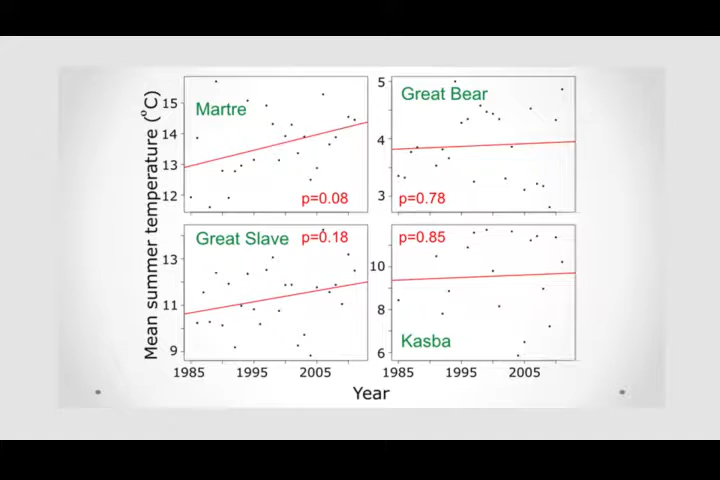 Mean summer temperature (°C)
15
14
13
12
Martre
p=0.08
5
4
3
Great Bear
p=0.78
13
11
9
Great Slave
p=0.18
10
8
6
p=0.85
Kasba
1985
1995
2005
1985
1995
2005
Year